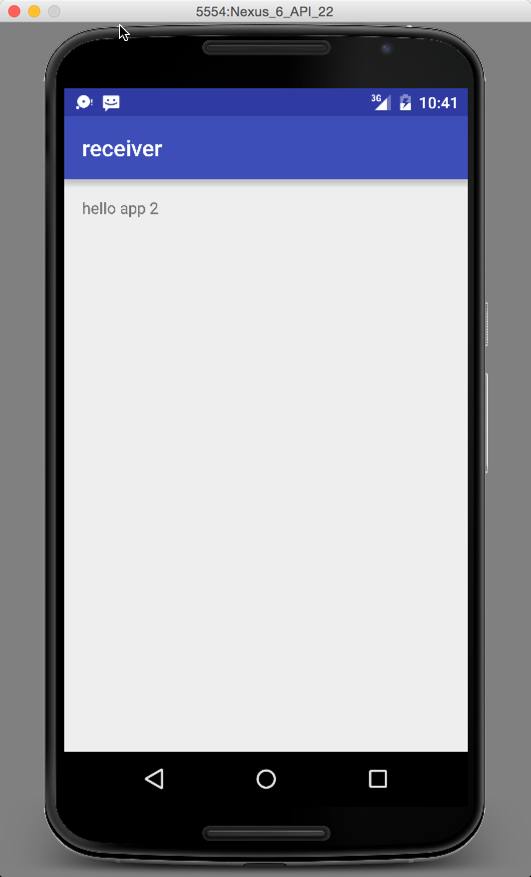 5554:Nexus_6_API_22
3G 10:41
receiver
hello app 2